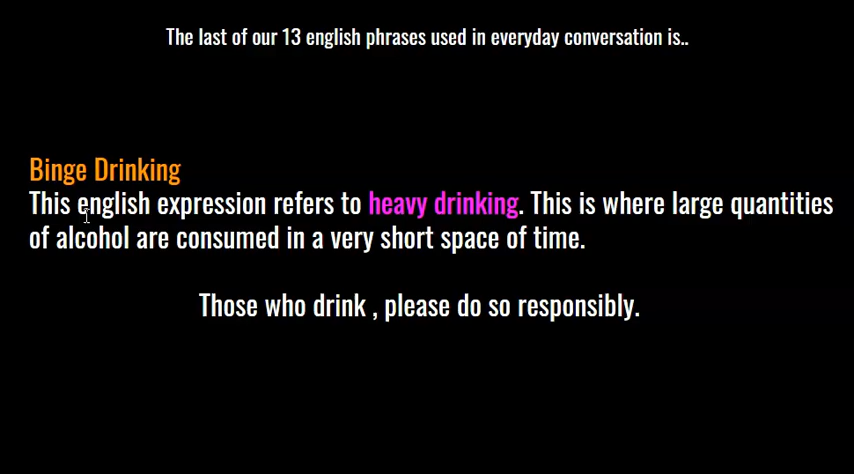 The last of our 13 english phrases used in everyday conversation is..
Binge Drinking
This english expression refers to heavy drinking. This is where large quantities
of alcohol are consumed in a very short space of time.
Those who drink , please do so responsibly.